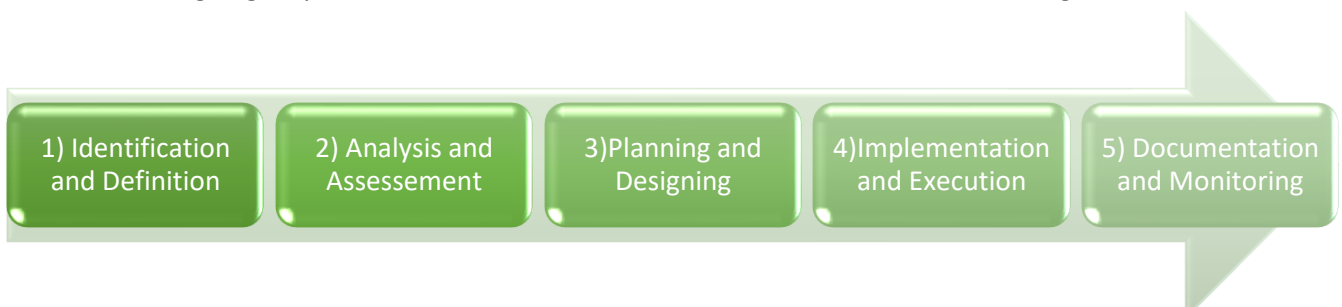 1) Identification
and Definition
2) Analysis and
Assessement
3)Planning and
Designing
4)Implementation
and Execution
5) Documentation
and Monitoring